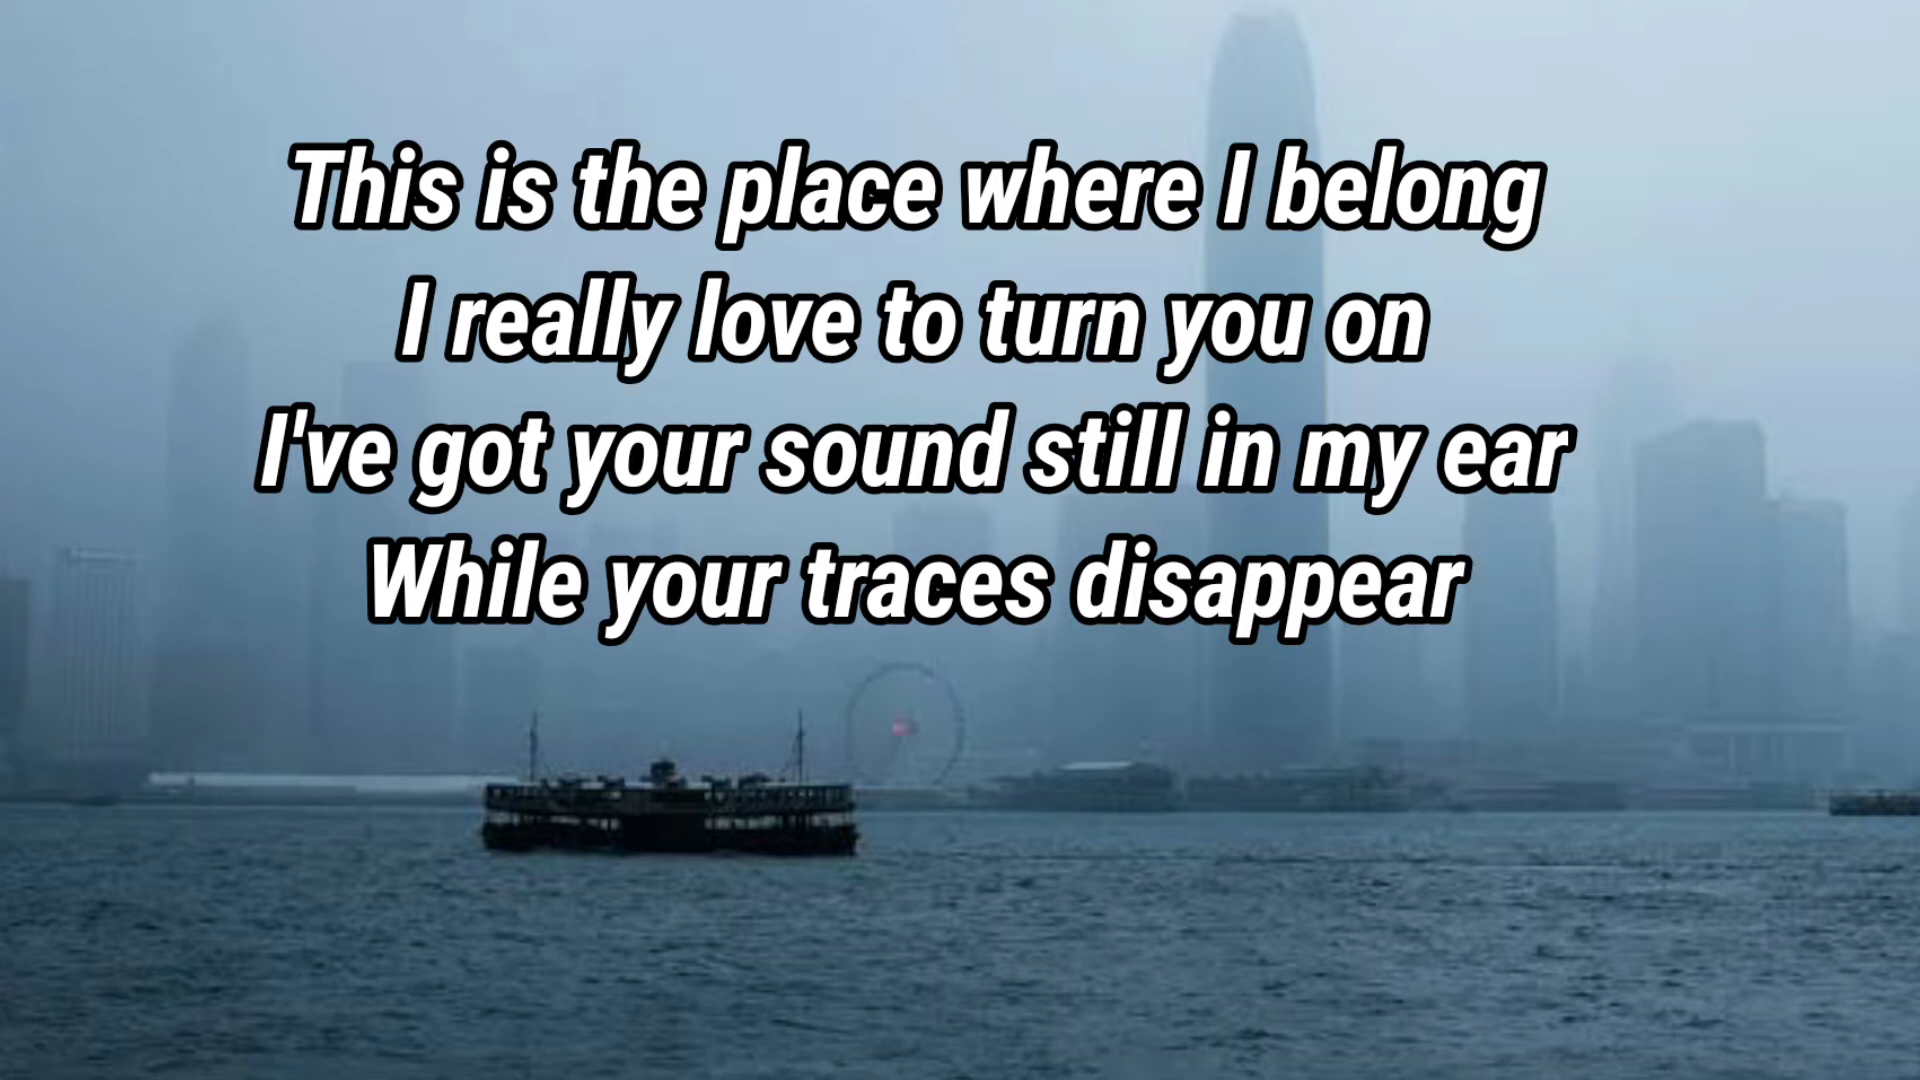 This is the place where I belong
I really love to turn you on
I've got your sound still in my ear
While your traces disappear